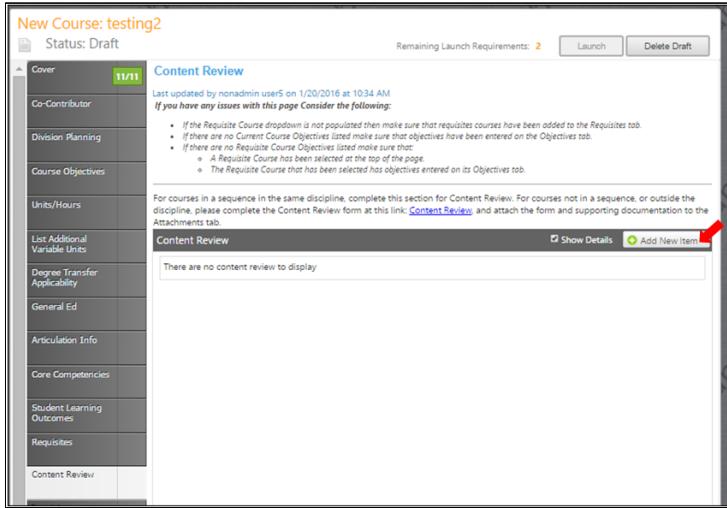 New Course: testing2
Status: Draft
Remaining Launch Requirements: 2
Launch
Delete Draft
Cover
11/11
Co-Contributor
Division Planning
Course Objectives
Units/Hours
List Additional
Variable Units
Degree Transfer
Applicability
General Ed
Articulation Info
Core Competencies
Student Learning
Outcomes
Requisites
Content Review
Content Review
Last updated by nonadmin user5 on 1/20/2016 at 10:34 AM
If you have any issues with this page Consider the following:
If the Requisite Course dropdown is not populated then make sure that requisites courses have been added to the Requisites tab.
If there are no Current Course Objectives listed make sure that objectives have been entered on the Objectives tab.
If there are no Requisite Course Objectives listed make sure that:
A Requisite Course has been selected at the top of the page.
The Requisite Course that has been selected has objectives entered on its Objectives tab.
For courses in a sequence in the same discipline, complete this section for Content Review. For courses not in a sequence, or outside the
discipline, please complete the Content Review form at this link: Content Review, and attach the form and supporting documentation to the
Attachments tab.
Content Review
Show Details
Add New Item
There are no content review to display